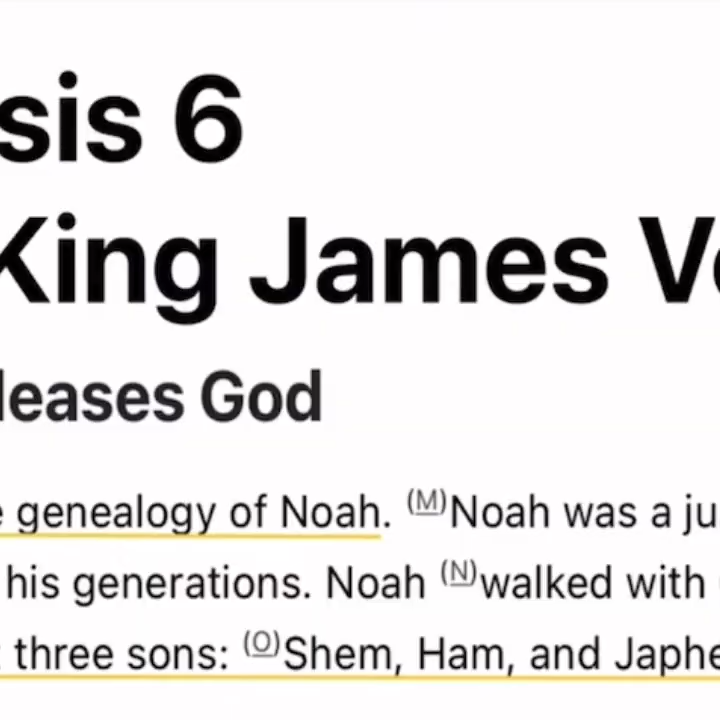 sis 6
King James Ve
leases God
e genealogy of Noah. (M)Noah was a ju
his generations. Noah (N)walked with
three sons: (O)Shem, Ham, and Japhe